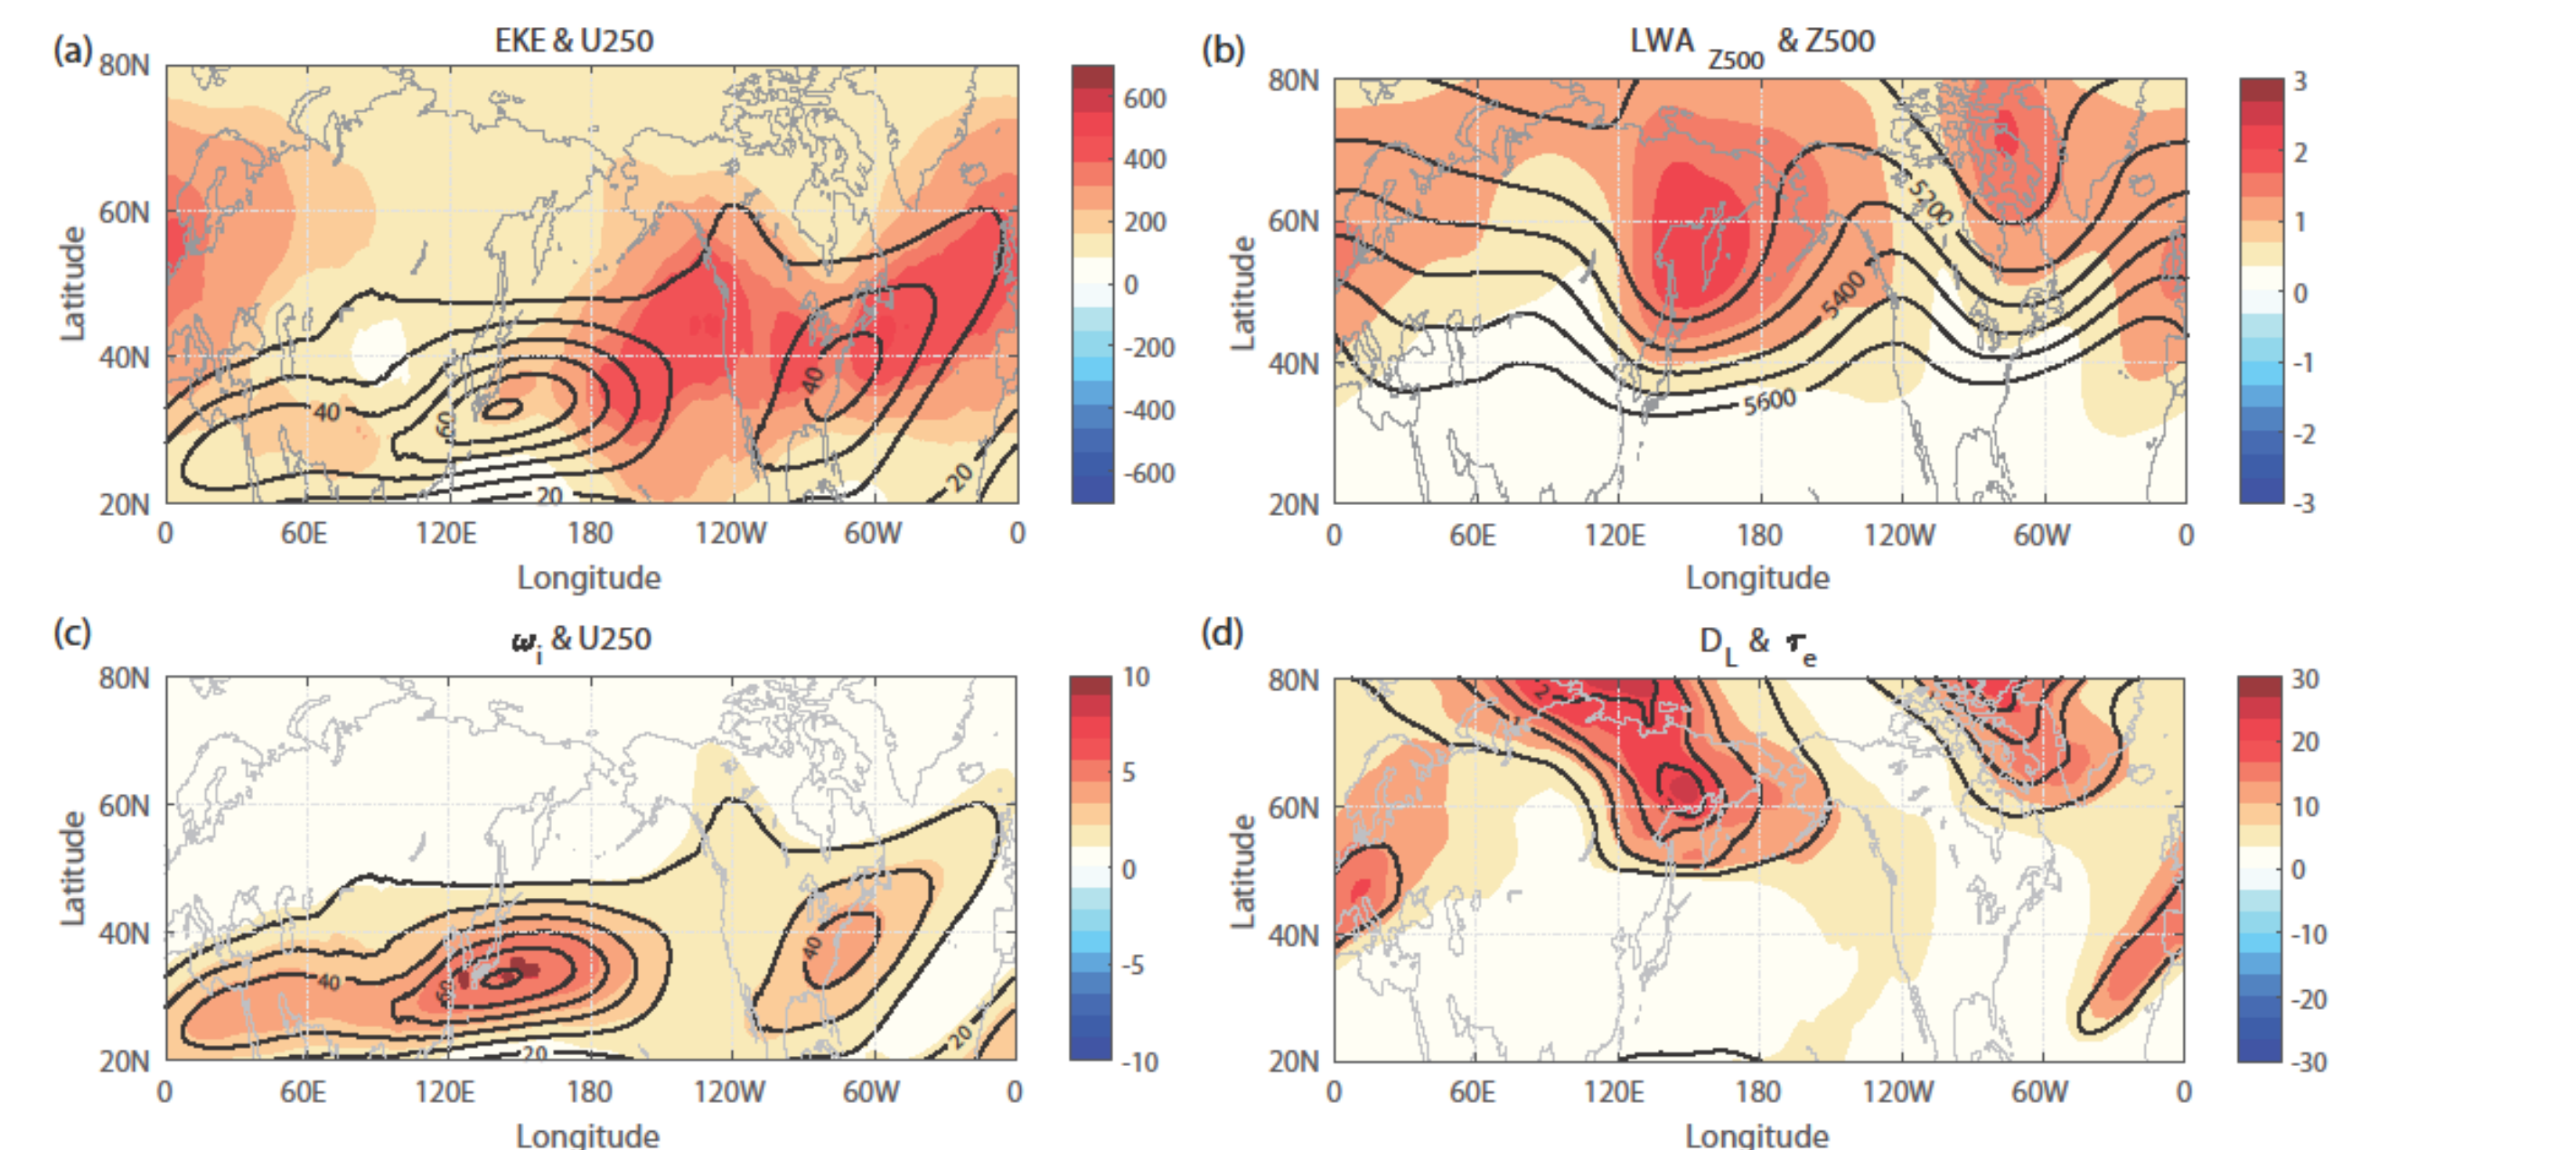 (a) EKE & U250
80N
60N
40N
20N
Latitude
40
60
20
40
20
0 60E 120E 180 120W 60W 0
Longitude
600
400
200
0
-200
-400
-600
(b) LWA Z500 & Z500
80N
60N
40N
20N
Latitude
5200
5400
5600
0 60E 120E 180 120W 60W 0
Longitude
3
2
1
0
-1
-2
-3
(c) ωi & U250
80N
60N
40N
20N
Latitude
40
60
20
40
20
0 60E 120E 180 120W 60W 0
Longitude
10
5
0
-5
-10
(d) DL & τe
80N
60N
40N
20N
Latitude
2
1
0 60E 120E 180 120W 60W 0
Longitude
30
20
10
0
-10
-20
-30